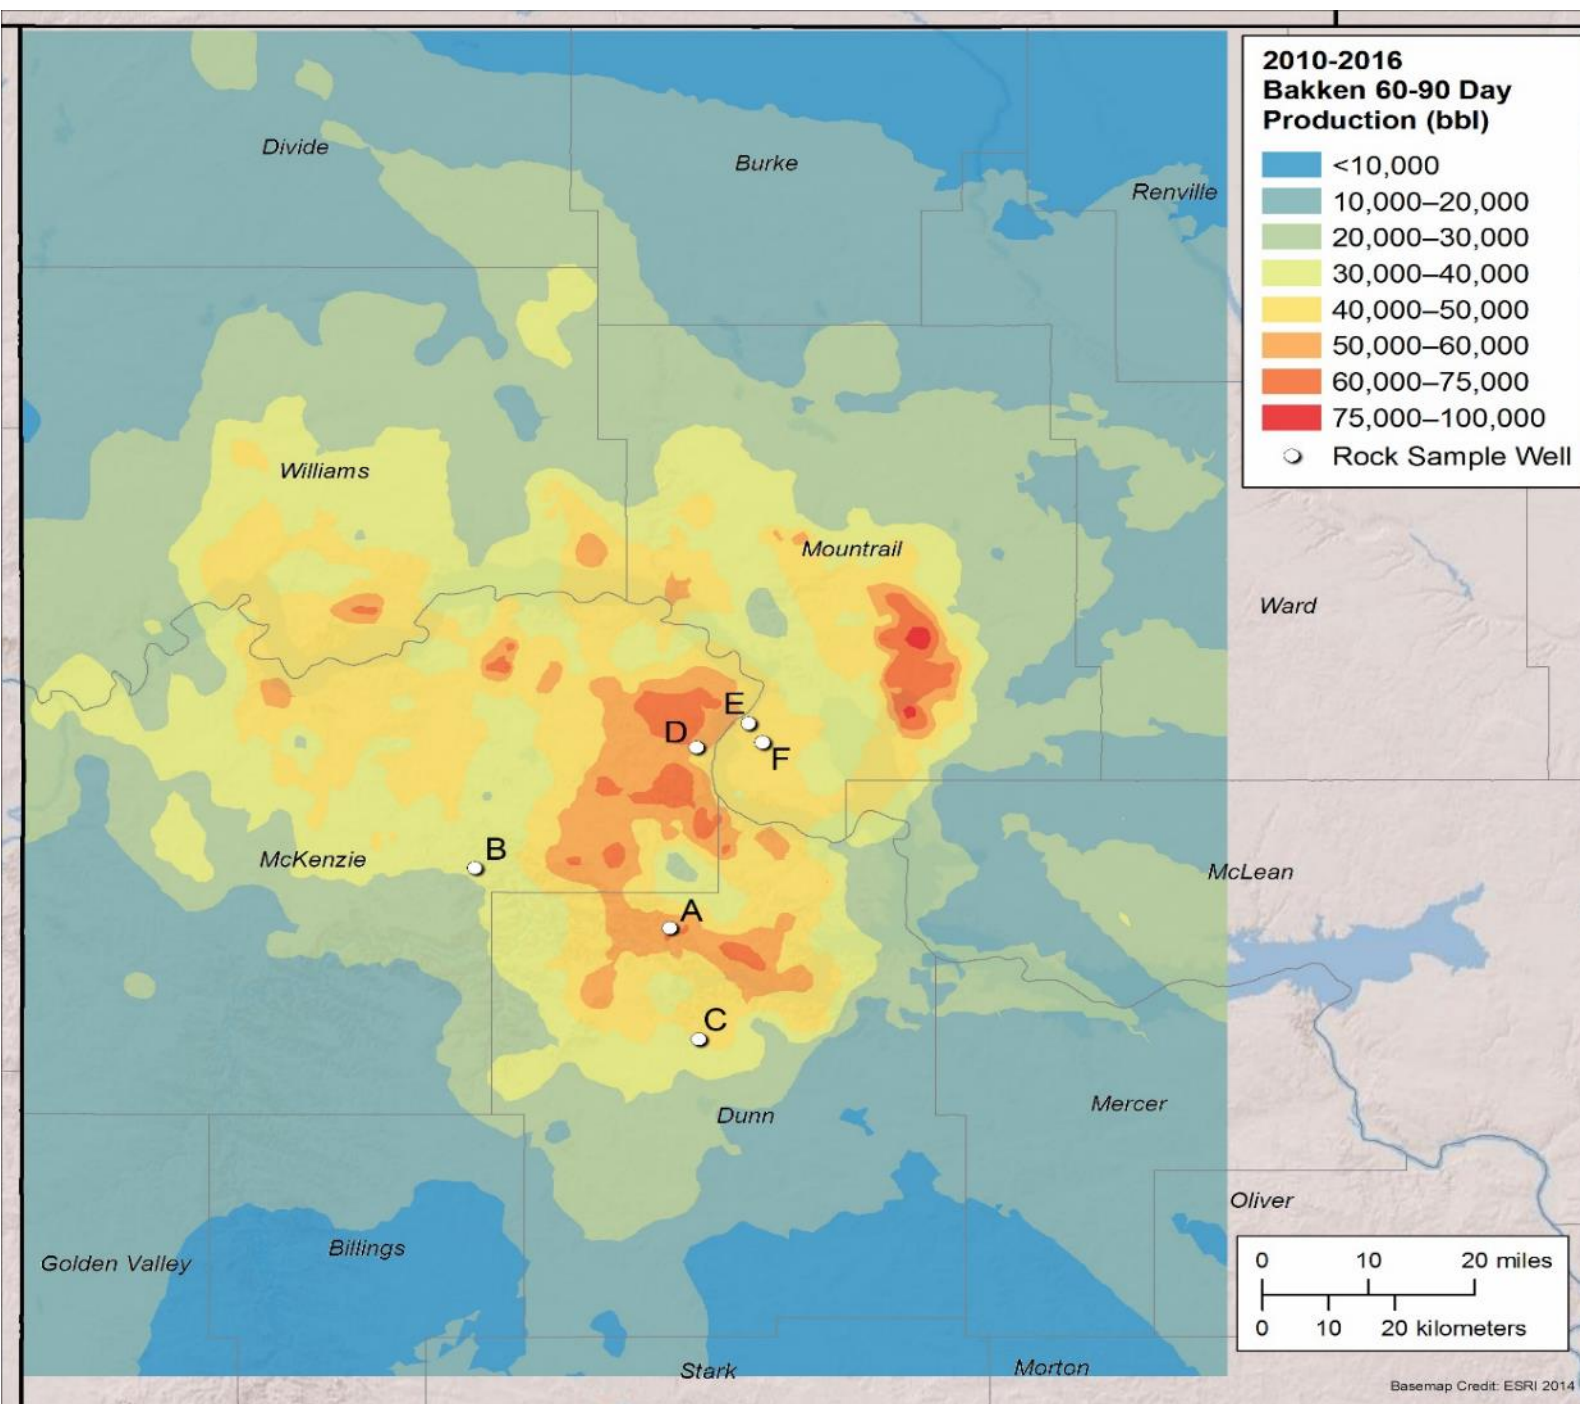 2010-2016
Bakken 60-90 Day
Production (bbl)
<10,000
10,000–20,000
20,000–30,000
30,000–40,000
40,000–50,000
50,000–60,000
60,000–75,000
75,000–100,000
Rock Sample Well
Divide
Burke
Renville
Williams
Mountrail
Ward
E
D
F
B
McKenzie
McLean
A
C
Dunn
Mercer
Oliver
Billings
Golden Valley
Stark
Morton
0 10 20 miles
0 10 20 kilometers
Basemap Credit: ESRI 2014